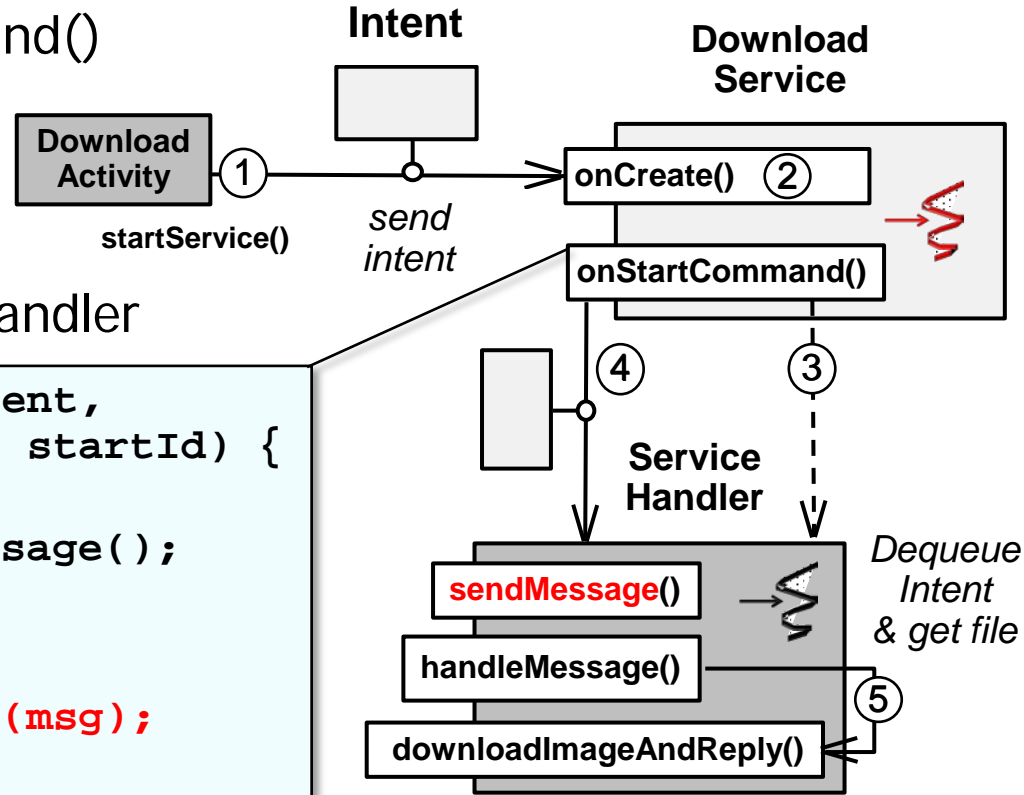 nd()
Intent
Download
Service
Download
Activity
1
onCreate() 2
startService()
send
intent
onStartCommand()
andler
4
3
ent,
startId) {
Service
Handler
sage();
Dequeue
Intent
& get file
sendMessage()
handleMessage()
5
(msg);
downloadImageAndReply()